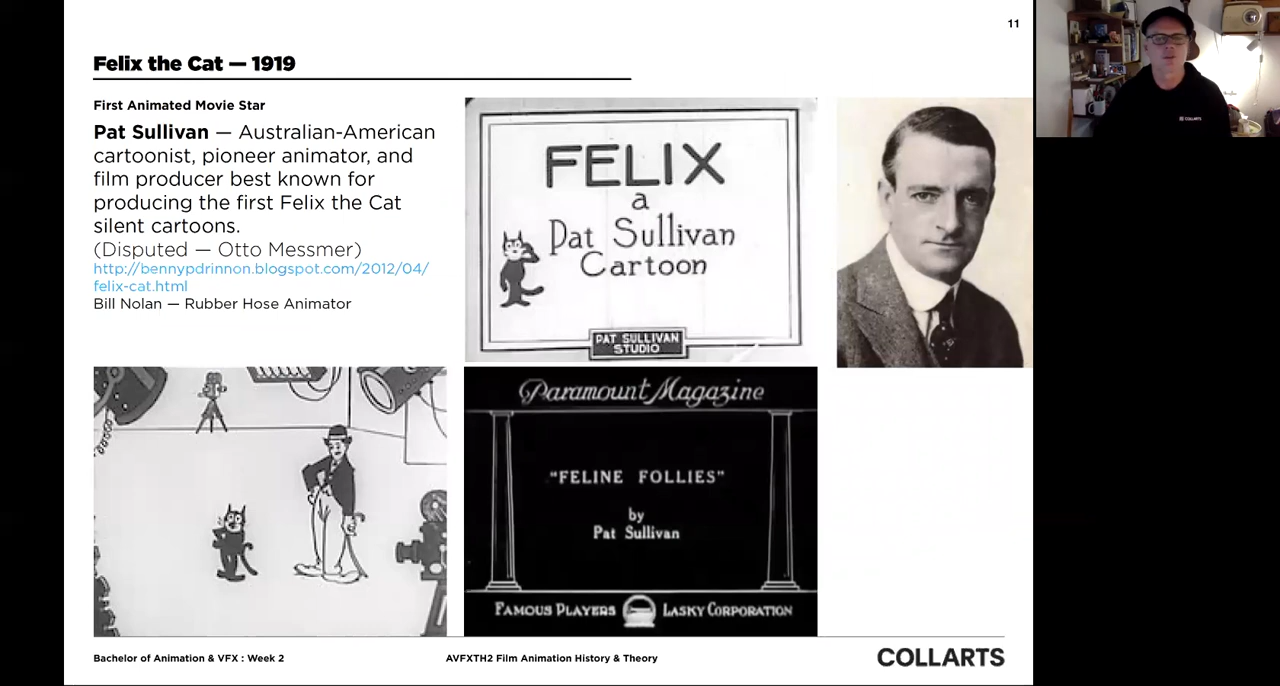 11
Felix the Cat — 1919
First Animated Movie Star
Pat Sullivan — Australian-American
cartoonist, pioneer animator, and
film producer best known for
producing the first Felix the Cat
silent cartoons.
(Disputed — Otto Messmer)
http://bennypdrinnon.blogspot.com/2012/04/
felix-cat.html
Bill Nolan — Rubber Hose Animator
FELIX
a
Pat Sullivan
Cartoon
PAT SULLIVAN
STUDIO
Paramount Magazine
"FELINE FOLLIES"
by
Pat Sullivan
FAMOUS PLAYERS LASKY CORPORATION
Bachelor of Animation & VFX : Week 2
AVFXTH2 Film Animation History & Theory
COLLARTS
COLLARTS